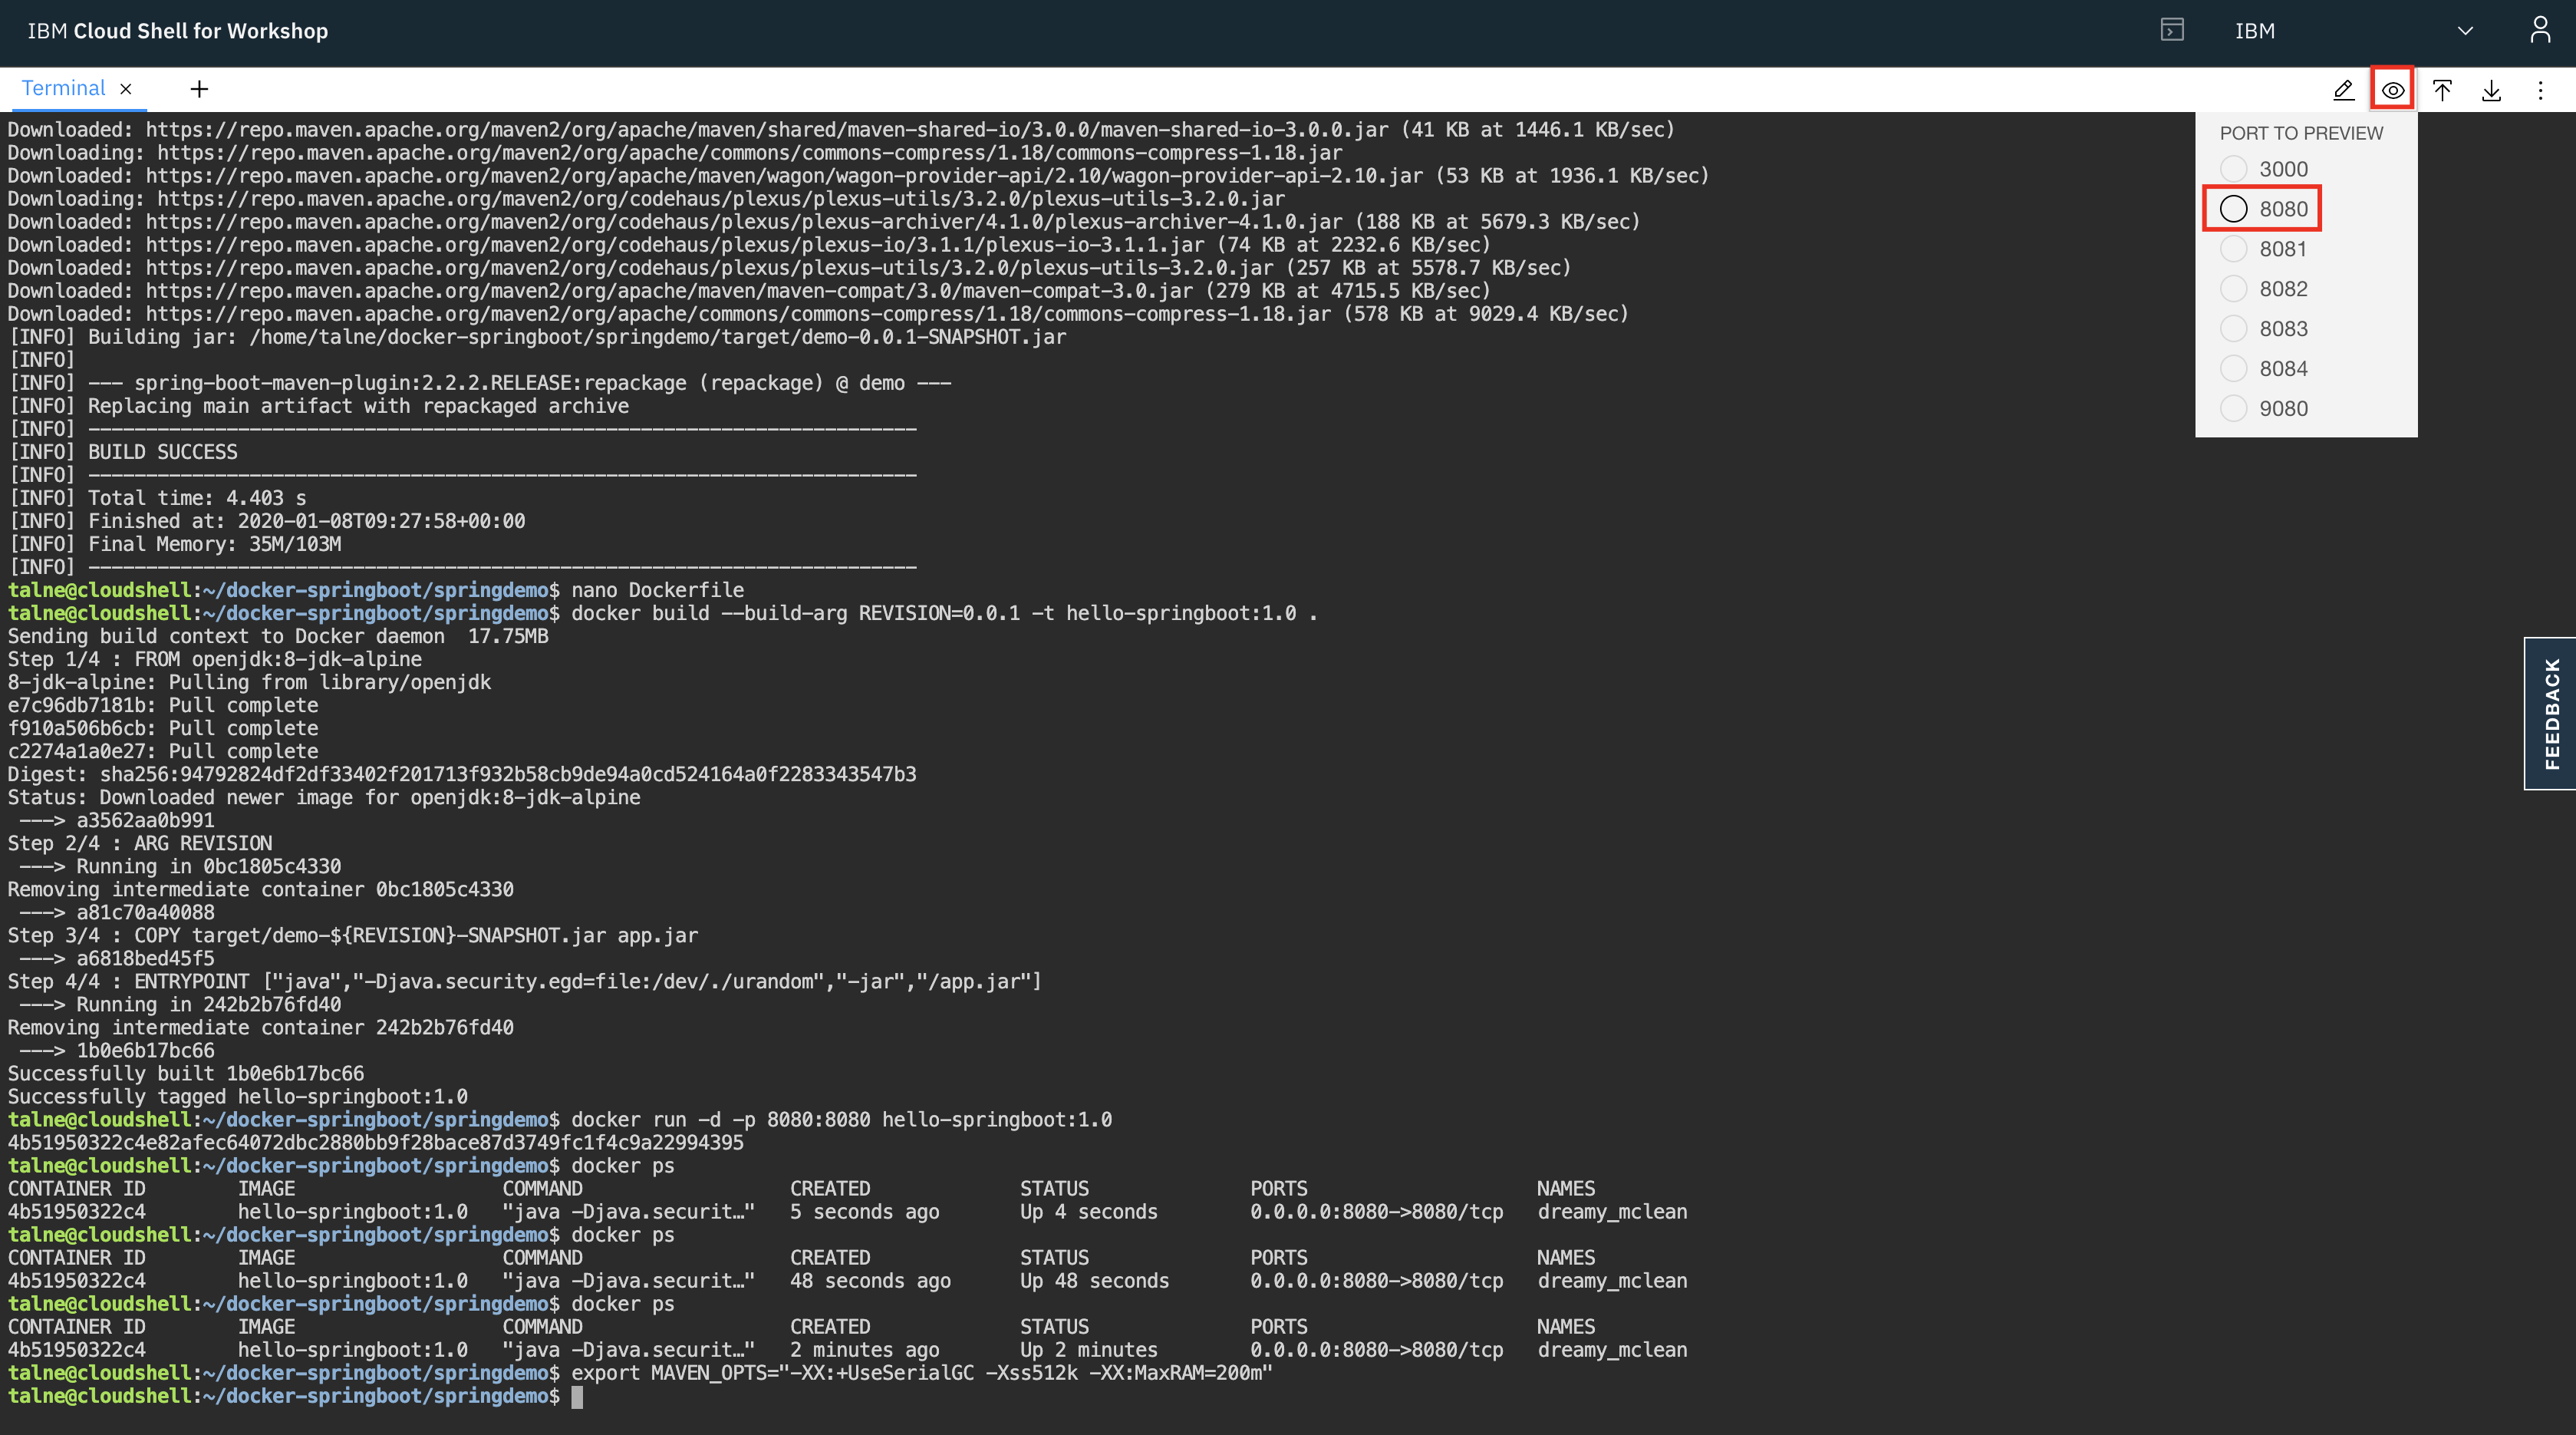 IBM Cloud Shell for Workshop
IBM
Terminal
PORT TO PREVIEW
3000
8080
8081
8082
8083
8084
9080
Downloaded: https://repo.maven.apache.org/maven2/org/apache/maven/shared/maven-shared-io/3.0.0/maven-shared-io-3.0.0.jar (41 KB at 1446.1 KB/sec)
Downloading: https://repo.maven.apache.org/maven2/org/apache/commons/commons-compress/1.18/commons-compress-1.18.jar
Downloaded: https://repo.maven.apache.org/maven2/org/apache/maven/wagon/wagon-provider-api/2.10/wagon-provider-api-2.10.jar (53 KB at 1936.1 KB/sec)
Downloading: https://repo.maven.apache.org/maven2/org/codehaus/plexus/plexus-utils/3.2.0/plexus-utils-3.2.0.jar
Downloaded: https://repo.maven.apache.org/maven2/org/codehaus/plexus/plexus-archiver/4.1.0/plexus-archiver-4.1.0.jar (188 KB at 5679.3 KB/sec)
Downloaded: https://repo.maven.apache.org/maven2/org/codehaus/plexus/plexus-io/3.1.1/plexus-io-3.1.1.jar (74 KB at 2232.6 KB/sec)
Downloaded: https://repo.maven.apache.org/maven2/org/codehaus/plexus/plexus-utils/3.2.0/plexus-utils-3.2.0.jar (257 KB at 5578.7 KB/sec)
Downloaded: https://repo.maven.apache.org/maven2/org/apache/maven/maven-compat/3.0/maven-compat-3.0.jar (279 KB at 4715.5 KB/sec)
Downloaded: https://repo.maven.apache.org/maven2/org/apache/commons/commons-compress/1.18/commons-compress-1.18.jar (578 KB at 9029.4 KB/sec)
[INFO] Building jar: /home/talne/docker-springboot/springdemo/target/demo-0.0.1-SNAPSHOT.jar
[INFO]
[INFO] --- spring-boot-maven-plugin:2.2.2.RELEASE:repackage (repackage) @ demo ---
[INFO] Replacing main artifact with repackaged archive
[INFO] ------------------------------------------------------------------------
[INFO] BUILD SUCCESS
[INFO] ------------------------------------------------------------------------
[INFO] Total time: 4.403 s
[INFO] Finished at: 2020-01-08T09:27:58+00:00
[INFO] Final Memory: 35M/103M
[INFO] ------------------------------------------------------------------------
talne@cloudshell:~/docker-springboot/springdemo$ nano Dockerfile
talne@cloudshell:~/docker-springboot/springdemo$ docker build --build-arg REVISION=0.0.1 -t hello-springboot:1.0 .
Sending build context to Docker daemon  17.75MB
Step 1/4 : FROM openjdk:8-jdk-alpine
8-jdk-alpine: Pulling from library/openjdk
e7c96db7181b: Pull complete
f910a506b6cb: Pull complete
c2274a1a0e27: Pull complete
Digest: sha256:94792824df2df33402f201713f932b58cb9de94a0cd524164a0f2283343547b3
Status: Downloaded newer image for openjdk:8-jdk-alpine
 ---> a3562aa0b991
Step 2/4 : ARG REVISION
 ---> Running in 0bc1805c4330
Removing intermediate container 0bc1805c4330
 ---> a81c70a40088
Step 3/4 : COPY target/demo-${REVISION}-SNAPSHOT.jar app.jar
 ---> a6818bed45f5
Step 4/4 : ENTRYPOINT ["java","-Djava.security.egd=file:/dev/./urandom","-jar","/app.jar"]
 ---> Running in 242b2b76fd40
Removing intermediate container 242b2b76fd40
 ---> 1b0e6b17bc66
Successfully built 1b0e6b17bc66
Successfully tagged hello-springboot:1.0
talne@cloudshell:~/docker-springboot/springdemo$ docker run -d -p 8080:8080 hello-springboot:1.0
4b51950322c4e82afec64072dbc2880bb9f28bace87d3749fc1f4c9a22994395
talne@cloudshell:~/docker-springboot/springdemo$ docker ps
CONTAINER ID        IMAGE                  COMMAND                  CREATED             STATUS              PORTS                    NAMES
4b51950322c4        hello-springboot:1.0   "java -Djava.securit…"   5 seconds ago       Up 4 seconds        0.0.0.0:8080->8080/tcp   dreamy_mclean
talne@cloudshell:~/docker-springboot/springdemo$ docker ps
CONTAINER ID        IMAGE                  COMMAND                  CREATED             STATUS              PORTS                    NAMES
4b51950322c4        hello-springboot:1.0   "java -Djava.securit…"   48 seconds ago      Up 48 seconds       0.0.0.0:8080->8080/tcp   dreamy_mclean
talne@cloudshell:~/docker-springboot/springdemo$ docker ps
CONTAINER ID        IMAGE                  COMMAND                  CREATED             STATUS              PORTS                    NAMES
4b51950322c4        hello-springboot:1.0   "java -Djava.securit…"   2 minutes ago       Up 2 minutes        0.0.0.0:8080->8080/tcp   dreamy_mclean
talne@cloudshell:~/docker-springboot/springdemo$ export MAVEN_OPTS="-XX:+UseSerialGC -Xss512k -XX:MaxRAM=200m"
talne@cloudshell:~/docker-springboot/springdemo$
FEEDBACK